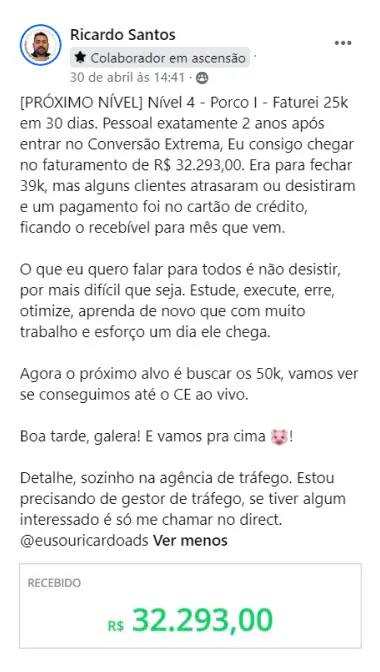 Ricardo Santos
Colaborador em ascensão ·
30 de abril às 14:41 ·
[PRÓXIMO NÍVEL] Nível 4 - Porco I - Faturei 25k
em 30 dias. Pessoal exatamente 2 anos após
entrar no Conversão Extrema, Eu consigo chegar
no faturamento de R$ 32.293,00. Era para fechar
39k, mas alguns clientes atrasaram ou desistiram
e um pagamento foi no cartão de crédito,
ficando o recebível para mês que vem.
O que eu quero falar para todos é não desistir,
por mais difícil que seja. Estude, execute, erre,
otimize, aprenda de novo que com muito
trabalho e esforço um dia ele chega.
Agora o próximo alvo é buscar os 50k, vamos ver
se conseguimos até o CE ao vivo.
Boa tarde, galera! E vamos pra cima 🐷!
Detalhe, sozinho na agência de tráfego. Estou
precisando de gestor de tráfego, se tiver algum
interessado é só me chamar no direct.
@eusouricardoads Ver menos
RECEBIDO
R$ 32.293,00